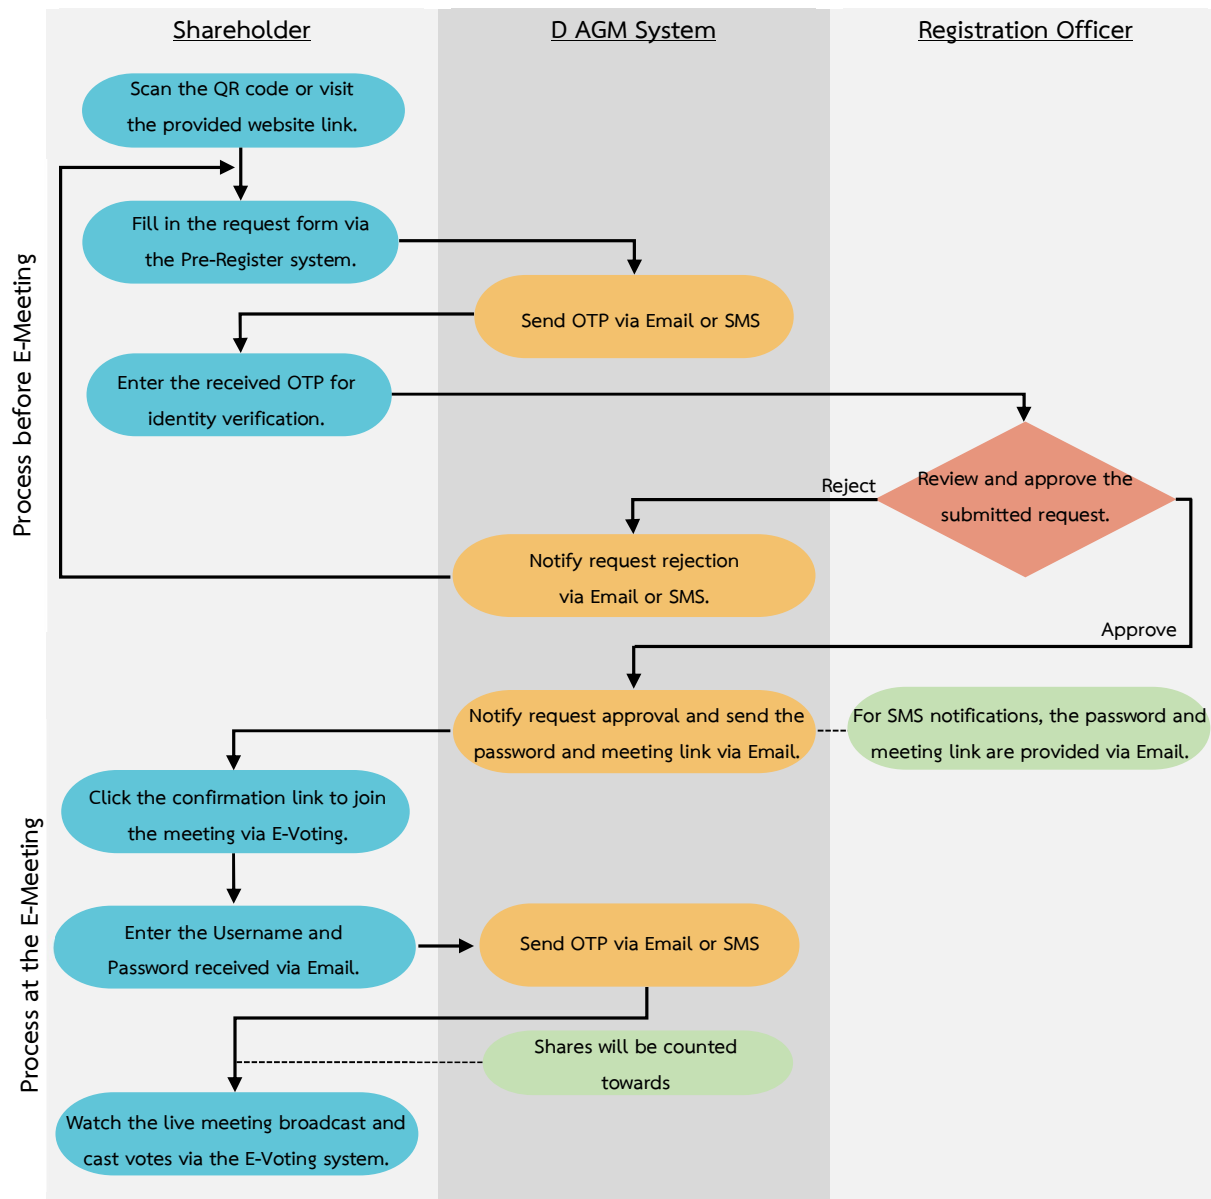 Shareholder
D AGM System
Registration Officer
Process before E-Meeting
Scan the QR code or visit
the provided website link.
Fill in the request form via
the Pre-Register system.
Send OTP via Email or SMS
Enter the received OTP for
identity verification.
Review and approve the
submitted request.
Reject
Notify request rejection
via Email or SMS.
Approve
Notify request approval and send the
password and meeting link via Email.
For SMS notifications, the password and
meeting link are provided via Email.
Process at the E-Meeting
Click the confirmation link to join
the meeting via E-Voting.
Enter the Username and
Password received via Email.
Send OTP via Email or SMS
Shares will be counted
towards
Watch the live meeting broadcast and
cast votes via the E-Voting system.